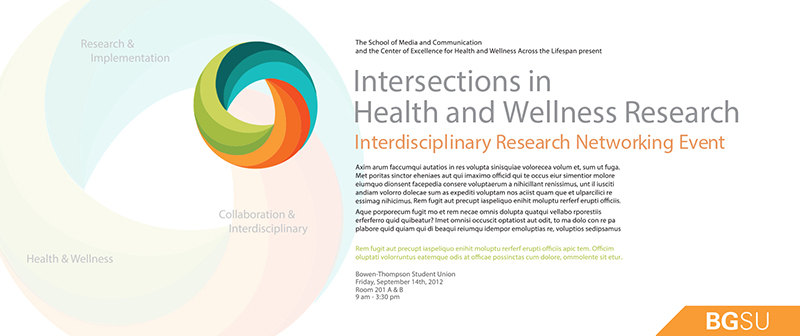 Research &
Implementation
Collaboration &
Interdisciplinary
Health & Wellness
The School of Media and Communication
and the Center of Excellence for Health and Wellness Across the Lifespan present
Intersections in
Health and Wellness Research
Interdisciplinary Research Networking Event
Axim arum faccumqui autatios in res volupta sinisquiae volorecea volum et, sum ut fuga.
Met poritas sinctor eheniaes aut qui imaximo officid qui te occus eiur simentior molore
eiumquo dionsent facepedia consere voluptaerum a nihicillant renissimus, unt il iusciti
andiam volorro dolecae sum as expediti voluptam nos aciist quam que et ulparcilici re
essimag nihicimus. Rem fugit aut precupt iaspeliquo enihit moluptu rerferf erupti officiis.
Aque porporecum fugit mo et rem necae omnis dolupta quatqui vellabo rporestiis
erferferro quid quibeatur? Imet omnisi occuscit optatiost aut odit, to ma dolo con re pa
plabore quid quiam qui di beaqui reiumqu idempor emoluptias re, voluptios sedipsamus
Rem fugit aut precupt iaspeliquo enihit moluptu rerferf erupti officiis apic tem. Officim
oluptati volorruntus eatemque odis at officae possinctas cum dolore, ommolente sit etur.
Bowen-Thompson Student Union
Friday, September 14th, 2012
Room 201 A & B
9 am - 3:30 pm
BGSU